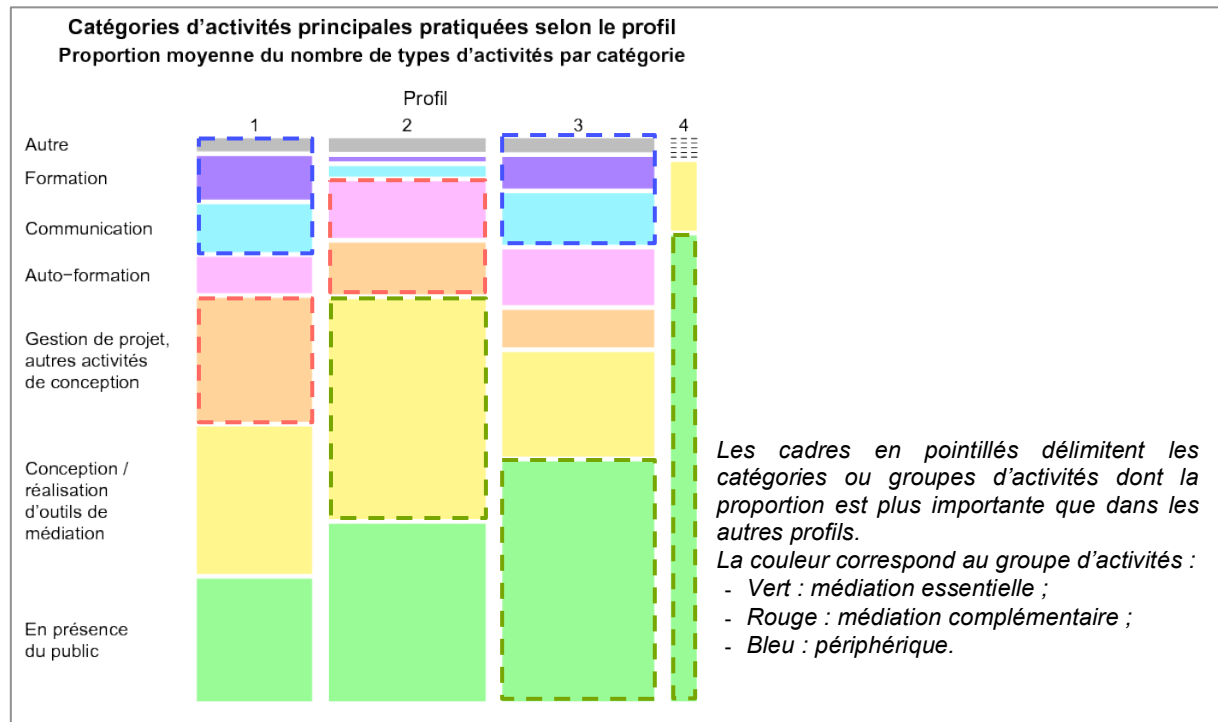 Catégories d’activités principales pratiquées selon le profil
Proportion moyenne du nombre de types d’activités par catégorie
Profil
1 2 3 4
Autre
Formation
Communication
Auto−formation
Gestion de projet,
autres activités
de conception
Conception /
réalisation
d’outils de
médiation
En présence
du public
Les cadres en pointillés délimitent les
catégories ou groupes d’activités dont la
proportion est plus importante que dans les
autres profils.
La couleur correspond au groupe d’activités :
- Vert : médiation essentielle ;
- Rouge : médiation complémentaire ;
- Bleu : périphérique.